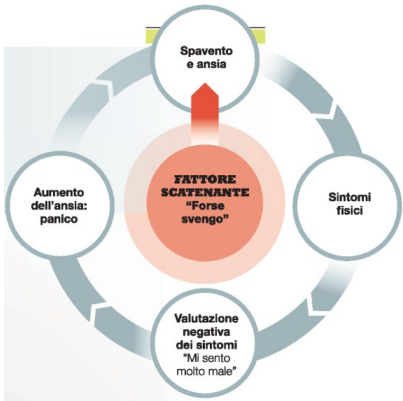 Spavento
e ansia
FATTORE
SCATENANTE
"Forse
svengo"
Sintomi
fisici
Valutazione
negativa
dei sintomi
"Mi sento
molto male"
Aumento
dell'ansia:
panico